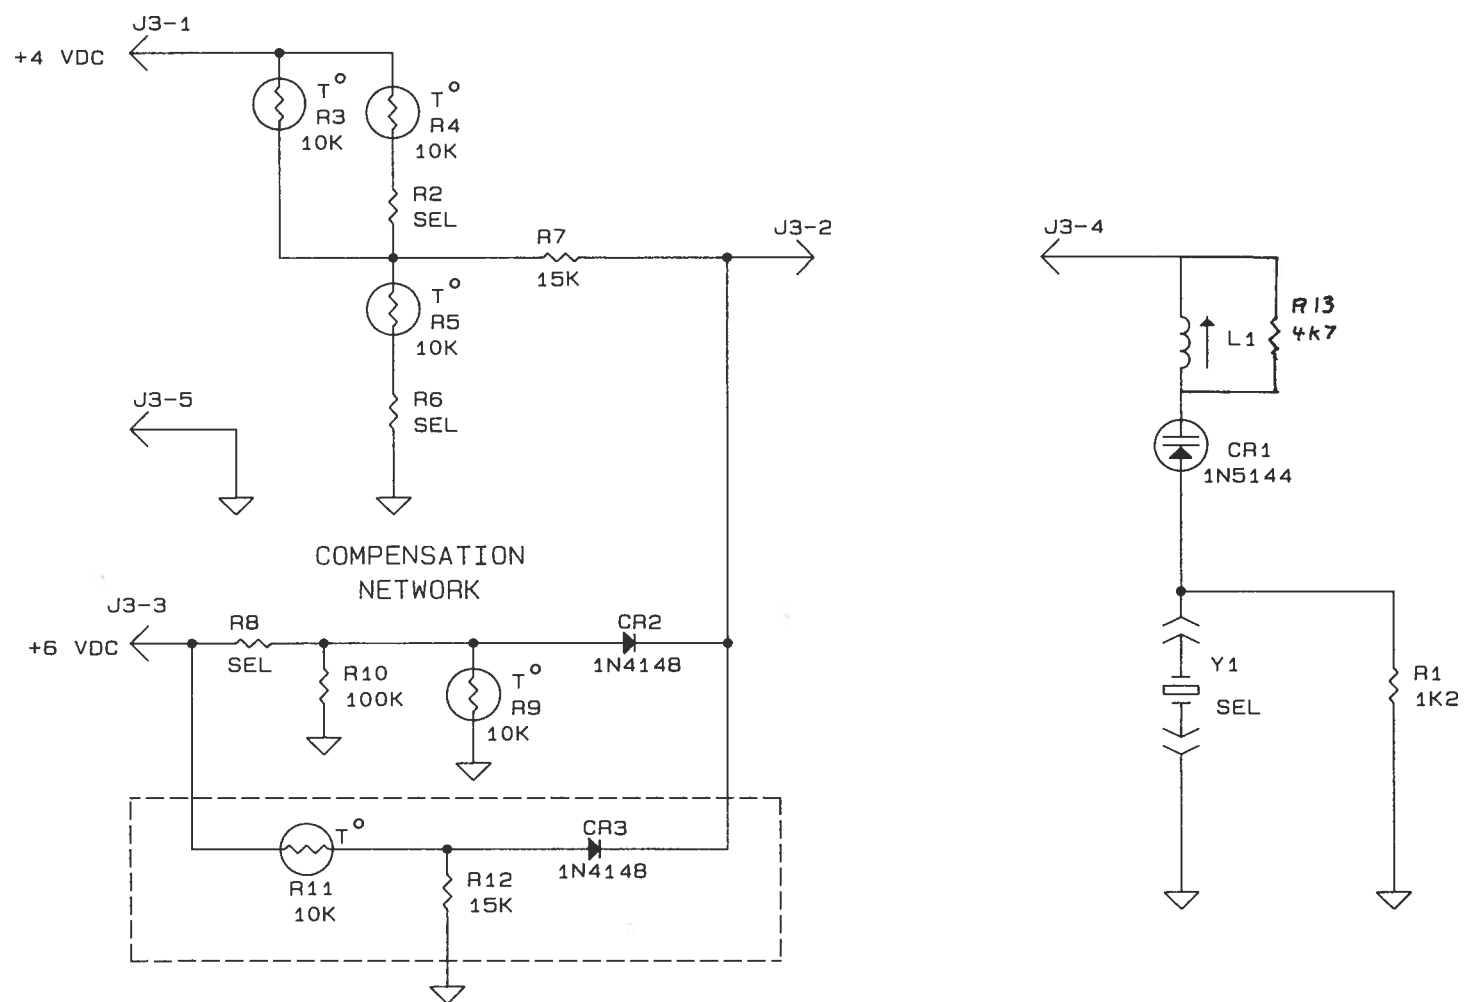 J3-1
+4 VDC
T°
R3
10K
T°
R4
10K
R2
SEL
R7
15K
J3-2
J3-4
T°
R5
10K
R13
4K7
L1
J3-5
R6
SEL
CR1
1N5144
COMPENSATION
NETWORK
J3-3
+6 VDC
R8
SEL
R10
100K
T°
R9
10K
CR2
1N4148
Y1
SEL
R1
1K2
T°
R11
10K
CR3
1N4148
R12
15K